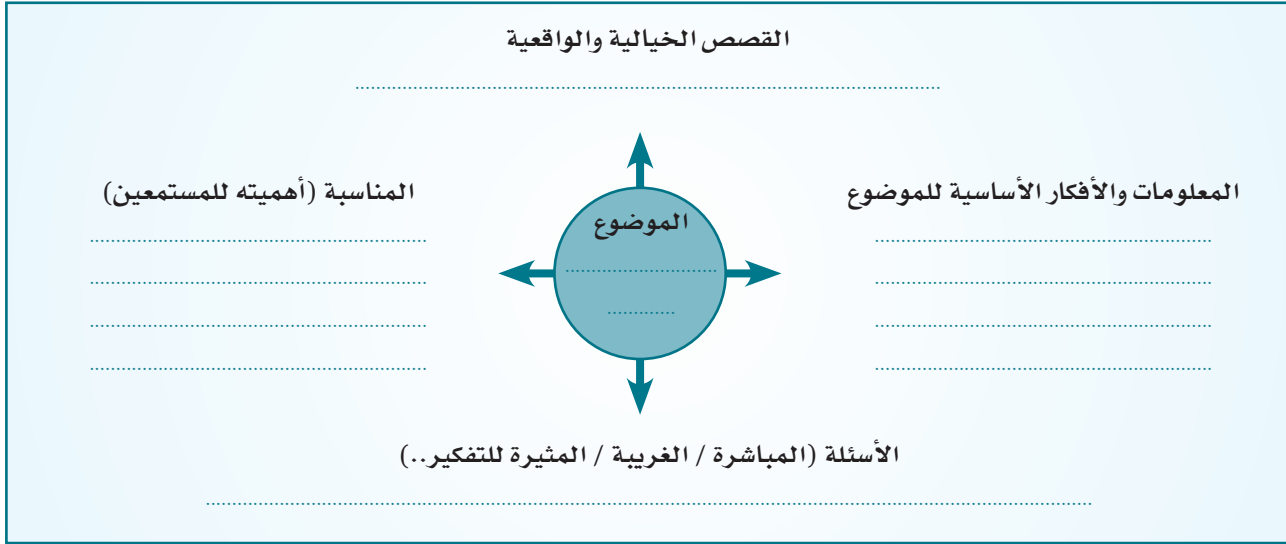 القصص الخيالية والواقعية
المعلومات والأفكار الأساسية للموضوع
الموضوع
المناسبة (أهميته للمستمعين)
الأسئلة (المباشرة / الغريبة / المثيرة للتفكير..)